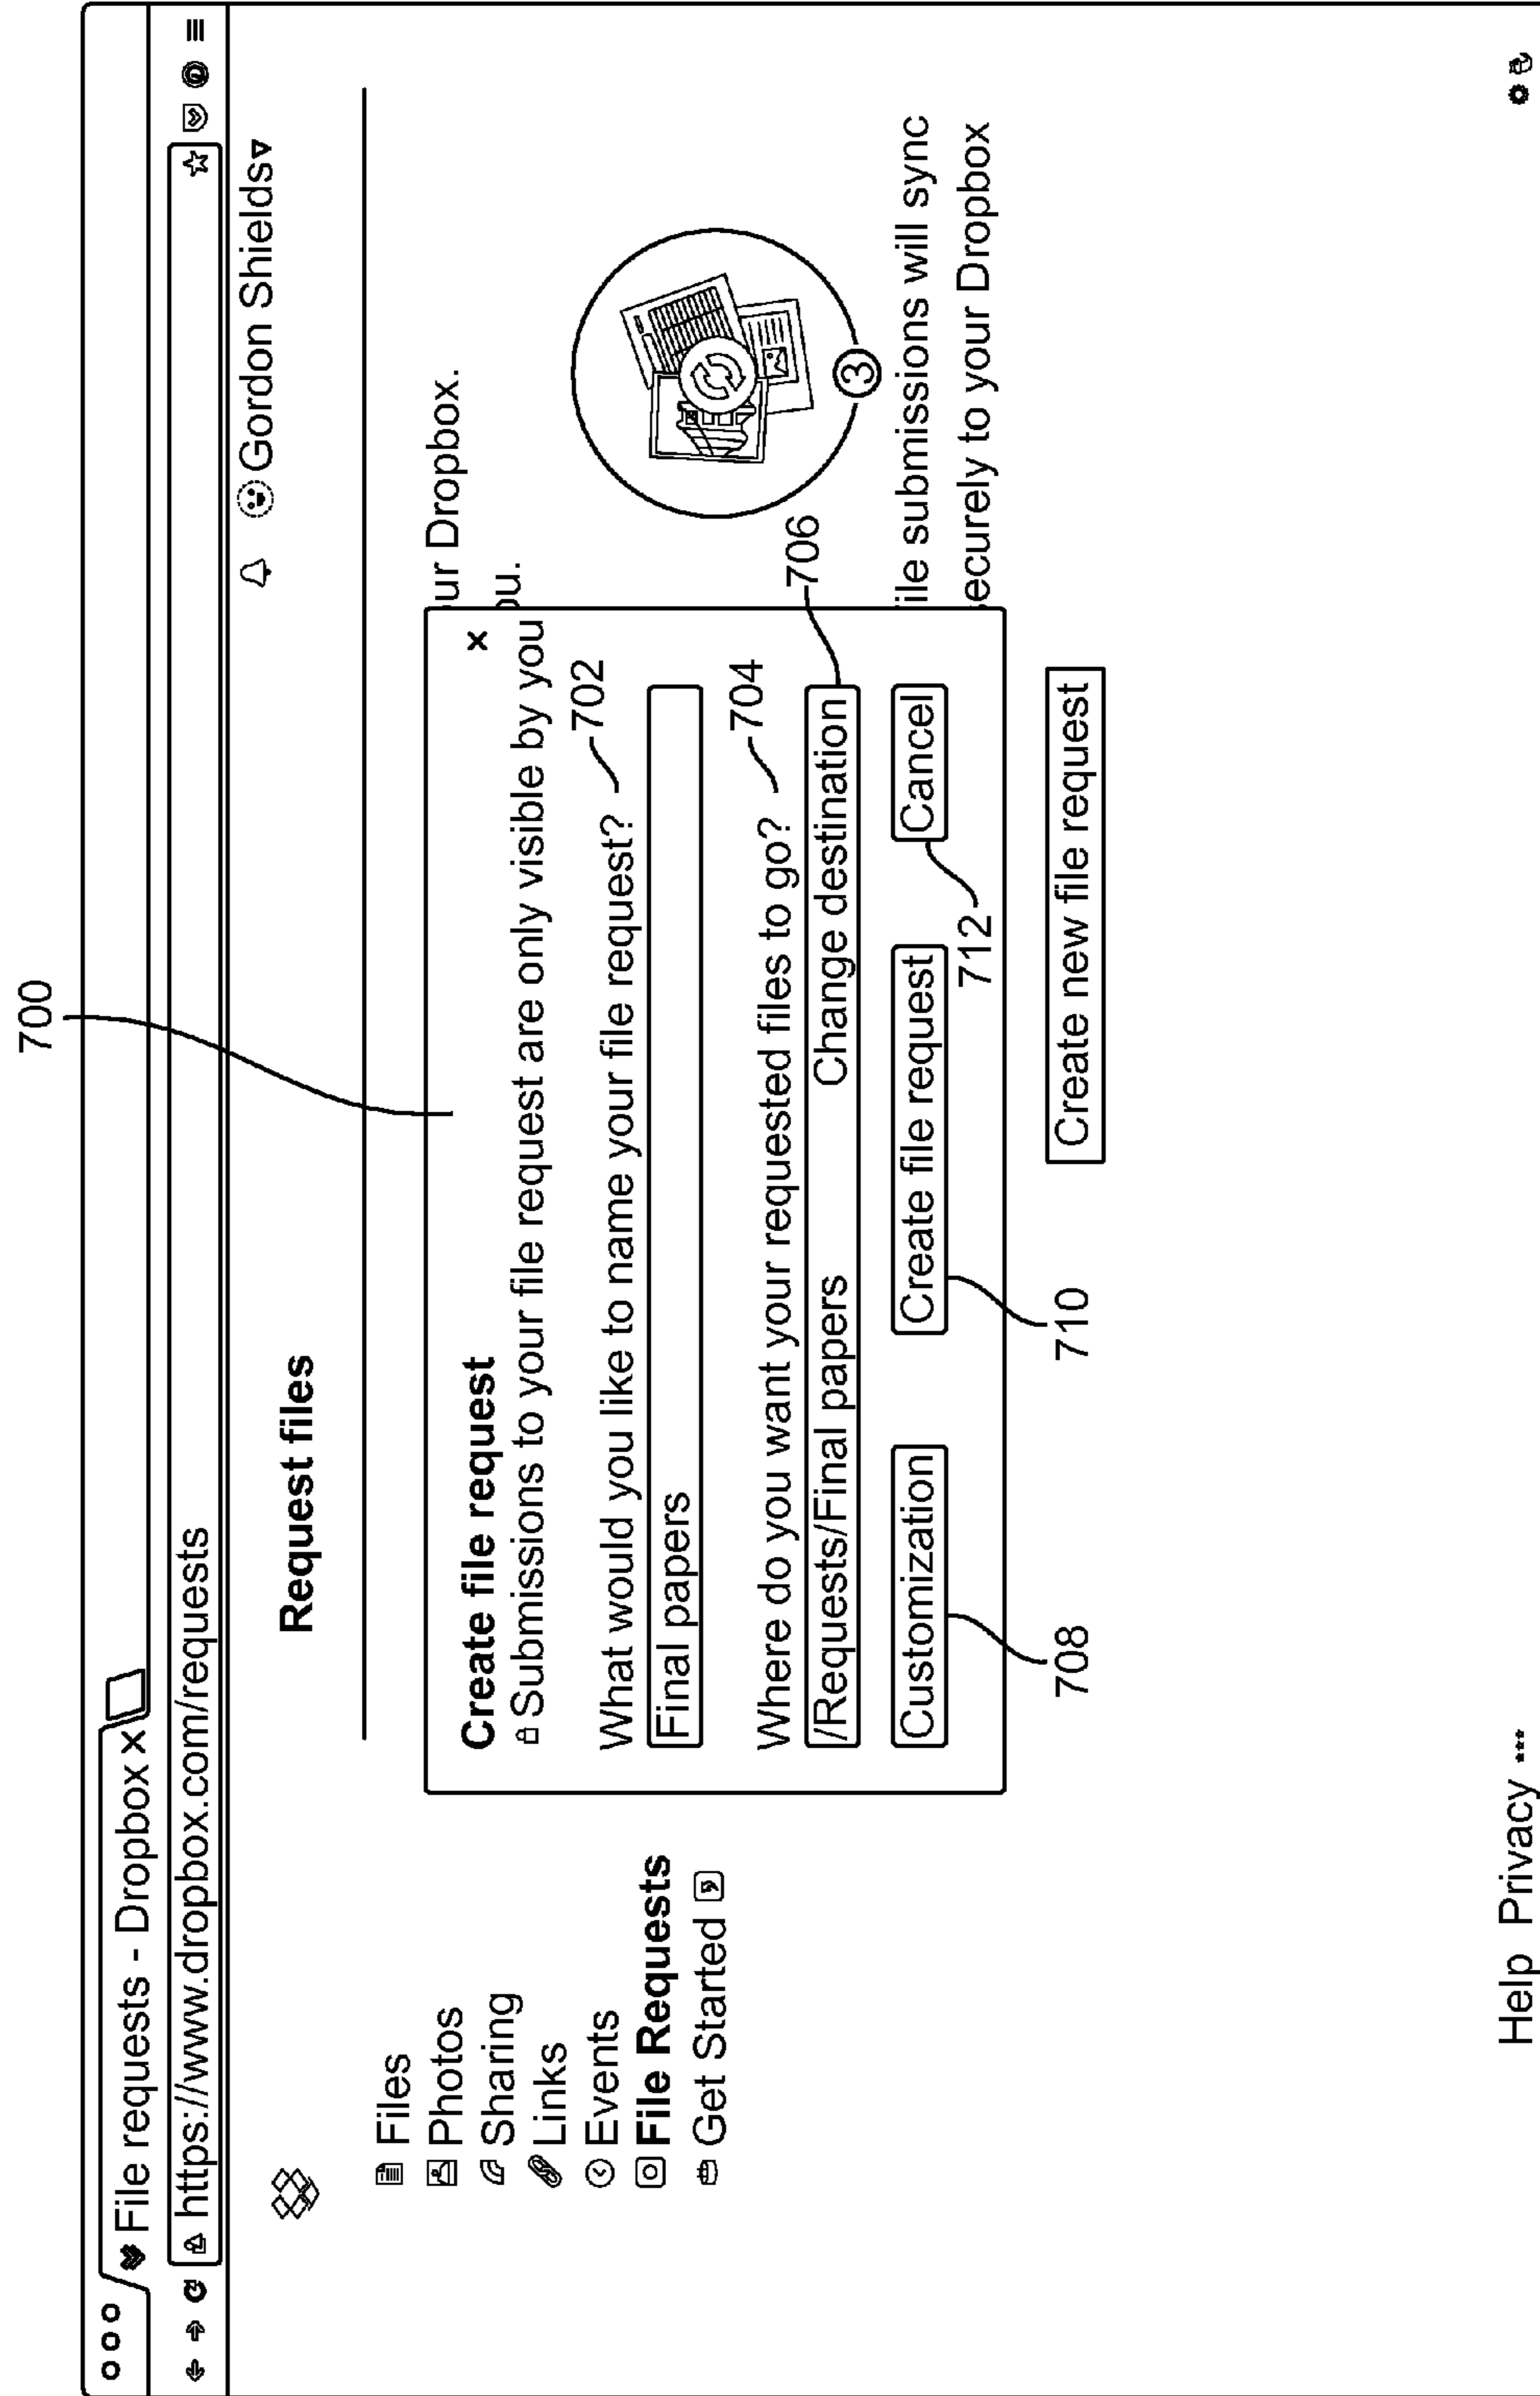 700
File requests - Dropbox x
https://www.dropbox.com/requests
Gordon Shields
Request files
Files
Photos
Sharing
Links
Events
File Requests
Get Started
ur Dropbox.
ou.
Create file request
x
Submissions to your file request are only visible by you
What would you like to name your file request?
702
Final papers
Where do you want your requested files to go?
704
/Requests/Final papers
Change destination
706
Customization
Create file request
Cancel
708
710
712
3
ile submissions will sync
ecurely to your Dropbox
Create new file request
Help Privacy ...